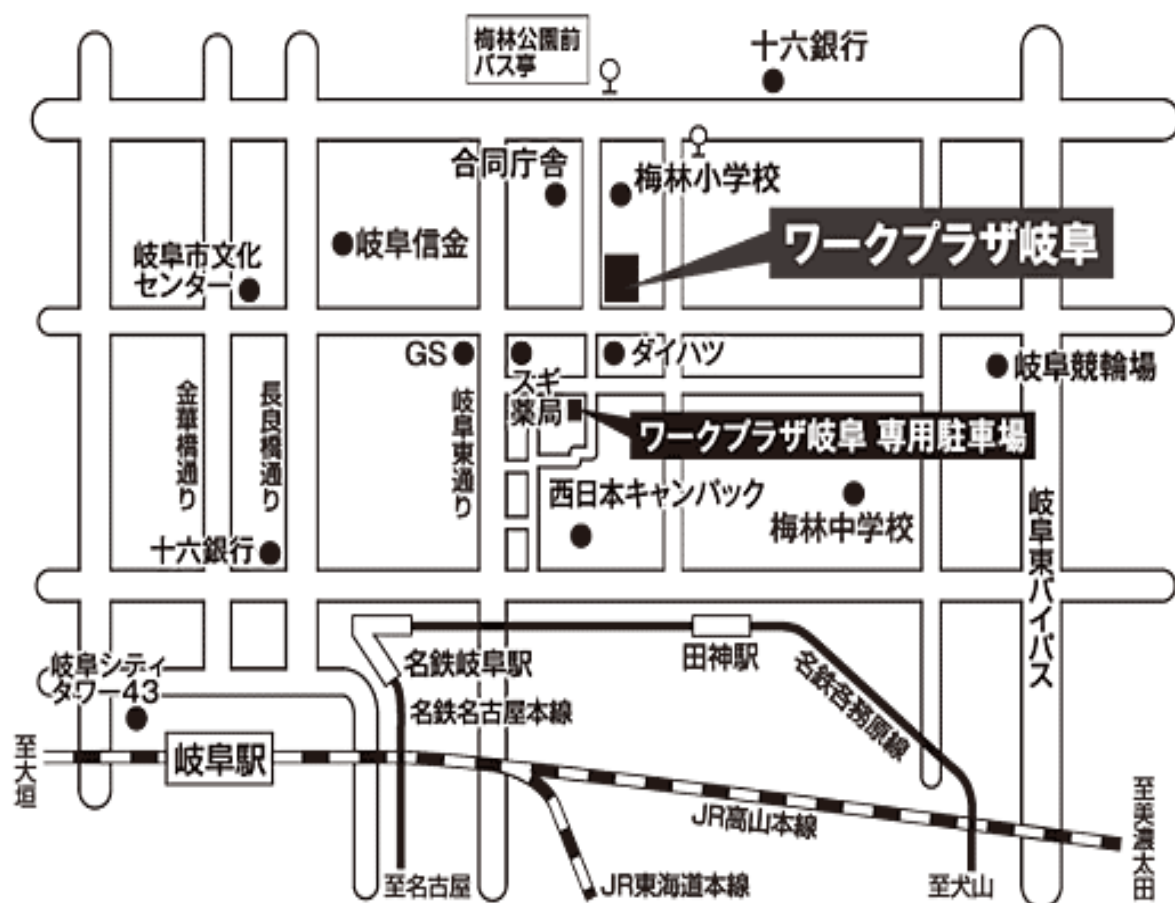 梅林公園前
バス亭
十六銀行
合同庁舎
梅林小学校
ワークプラザ岐阜
岐阜信金
岐阜市文化
センター
GS
スギ
薬局
ダイハツ
岐阜競輪場
金華橋通り
長良橋通り
岐阜東通り
ワークプラザ岐阜 専用駐車場
西日本キャンパック
梅林中学校
岐阜東バイパス
十六銀行
名鉄岐阜駅
田神駅
名鉄各務原線
岐阜シティ
タワー43
名鉄名古屋本線
至大垣
岐阜駅
JR高山本線
至美濃太田
至名古屋
JR東海道本線
至犬山